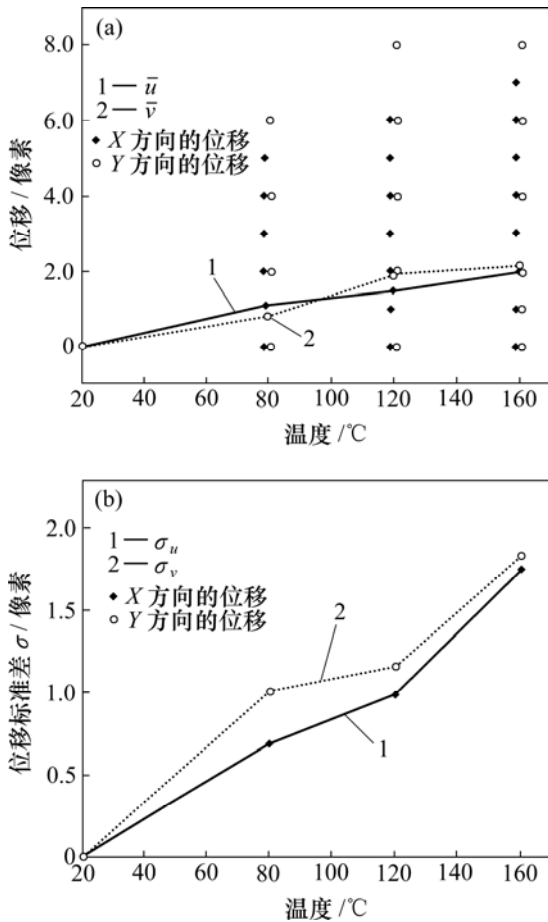 (a)
8.0
1 — ū
2 — v̄
6.0
◆ X 方向的位移
○ Y 方向的位移
位移 / 像素
4.0
2.0
1
2
0
20 40 60 80 100 120 140 160
温度 /℃
(b)
2.0
1 — σu
2 — σv
◆ X 方向的位移
○ Y 方向的位移
位移标准差 σ / 像素
1.5
2
1.0
1
0.5
0
20 40 60 80 100 120 140 160
温度 /℃